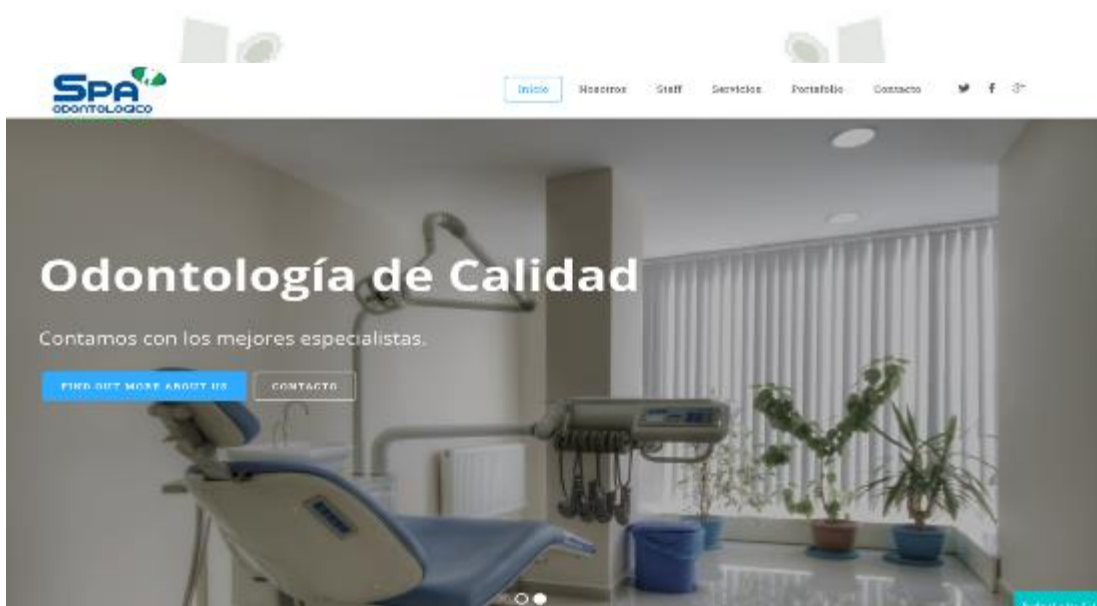 SPA
ODONTOLOGICO
Inicio Nosotros Staff Servicios Portafolio Contacto
Odontología de Calidad
Contamos con los mejores especialistas.
FIND OUT MORE ABOUT US CONTACTO